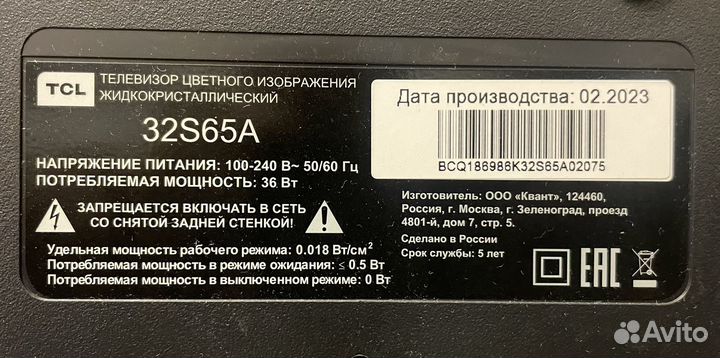 TCL
ТЕЛЕВИЗОР ЦВЕТНОГО ИЗОБРАЖЕНИЯ
ЖИДКОКРИСТАЛЛИЧЕСКИЙ
32S65A
НАПРЯЖЕНИЕ ПИТАНИЯ: 100-240 В~ 50/60 Гц
ПОТРЕБЛЯЕМАЯ МОЩНОСТЬ: 36 Вт
ЗАПРЕЩАЕТСЯ ВКЛЮЧАТЬ В СЕТЬ
СО СНЯТОЙ ЗАДНЕЙ СТЕНКОЙ!
Удельная мощность рабочего режима: 0.018 Вт/см²
Потребляемая мощность в режиме ожидания: ≤ 0.5 Вт
Потребляемая мощность в выключенном режиме: 0 Вт
Дата производства: 02.2023
BCQ186986K32S65A02075
Изготовитель: ООО «Квант», 124460,
Россия, г. Москва, г. Зеленоград, проезд
4801-й, дом 7, стр. 5.
Сделано в России
Срок службы: 5 лет
EAC
Avito